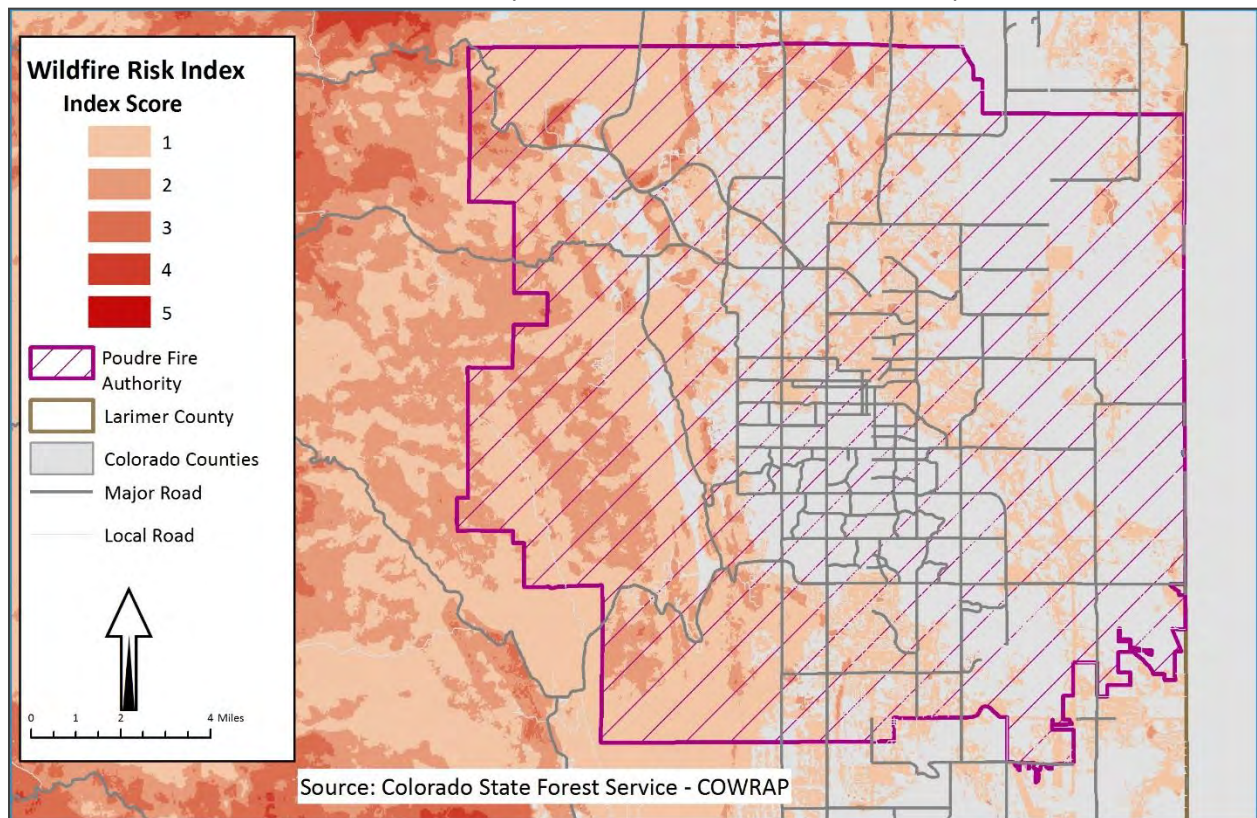 Wildfire Risk Index
Index Score
1
2
3
4
5
Poudre Fire
Authority
Larimer County
Colorado Counties
Major Road
Local Road
0 1 2 4 Miles
Source: Colorado State Forest Service - COWRAP